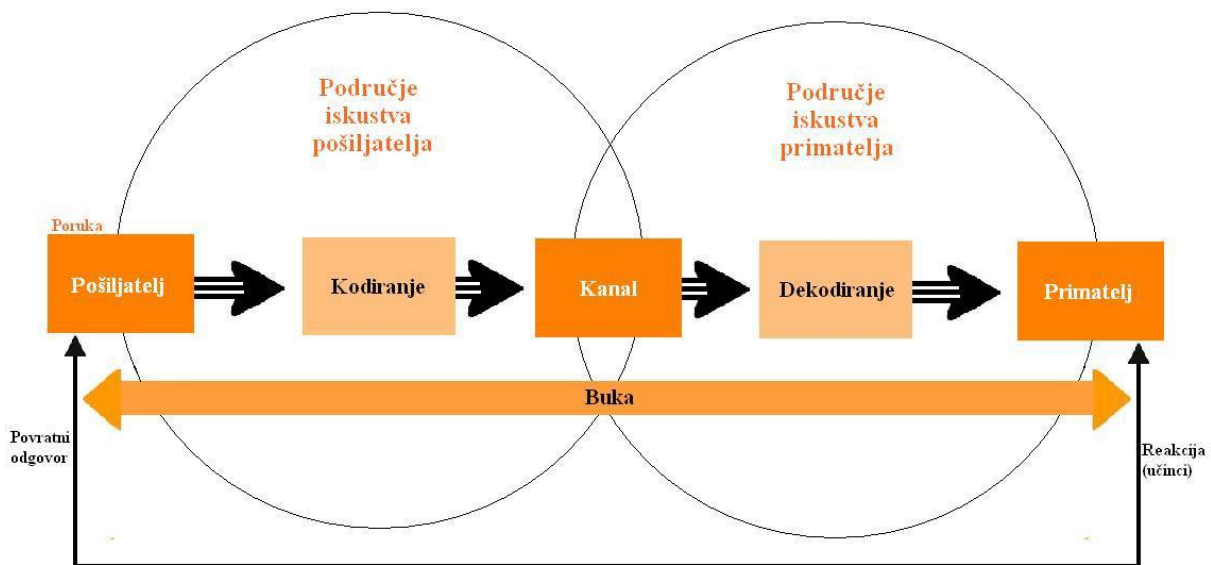 Područje
iskustva
pošiljatelja
Područje
iskustva
primatelja
Poruka
Pošiljatelj
Kodiranje
Kanal
Dekodiranje
Primatelj
Buka
Povratni
odgovor
Reakcija
(učinci)